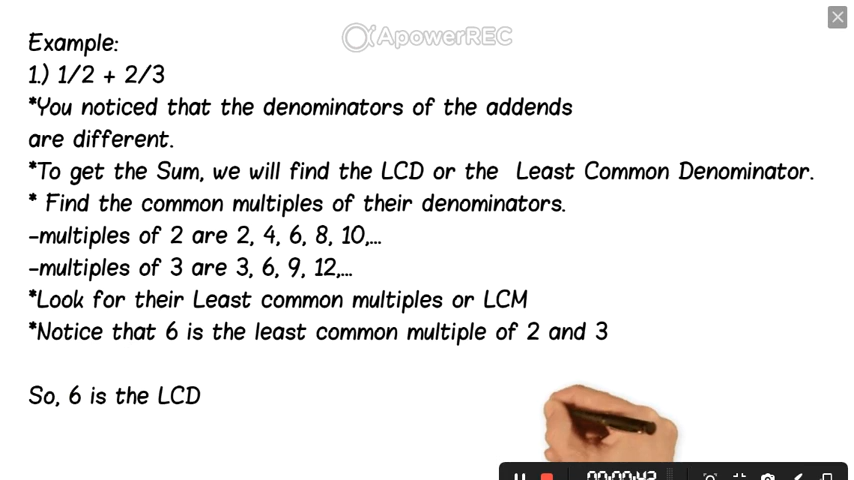 ApowerREC
Example:
1.) 1/2 + 2/3
*You noticed that the denominators of the addends
are different.
*To get the Sum, we will find the LCD or the Least Common Denominator.
* Find the common multiples of their denominators.
-multiples of 2 are 2, 4, 6, 8, 10,...
-multiples of 3 are 3, 6, 9, 12,...
*Look for their Least common multiples or LCM
*Notice that 6 is the least common multiple of 2 and 3
So, 6 is the LCD
00:00:42